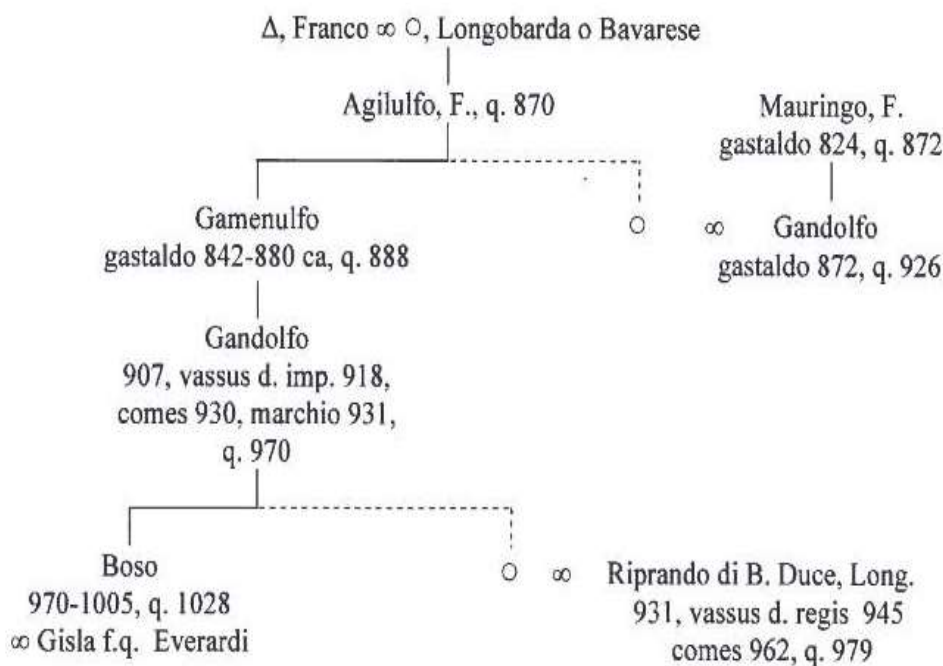 Δ, Franco ∞ O, Longobarda o Bavarese
Agilulfo, F., q. 870
Mauringo, F.
gastaldo 824, q. 872
Gamenulfo
gastaldo 842-880 ca, q. 888
O ∞ Gandolfo
gastaldo 872, q. 926
Gandolfo
907, vassus d. imp. 918,
comes 930, marchio 931,
q. 970
Boso
970-1005, q. 1028
∞ Gisla f.q. Everardi
O ∞ Riprando di B. Duce, Long.
931, vassus d. regis 945
comes 962, q. 979